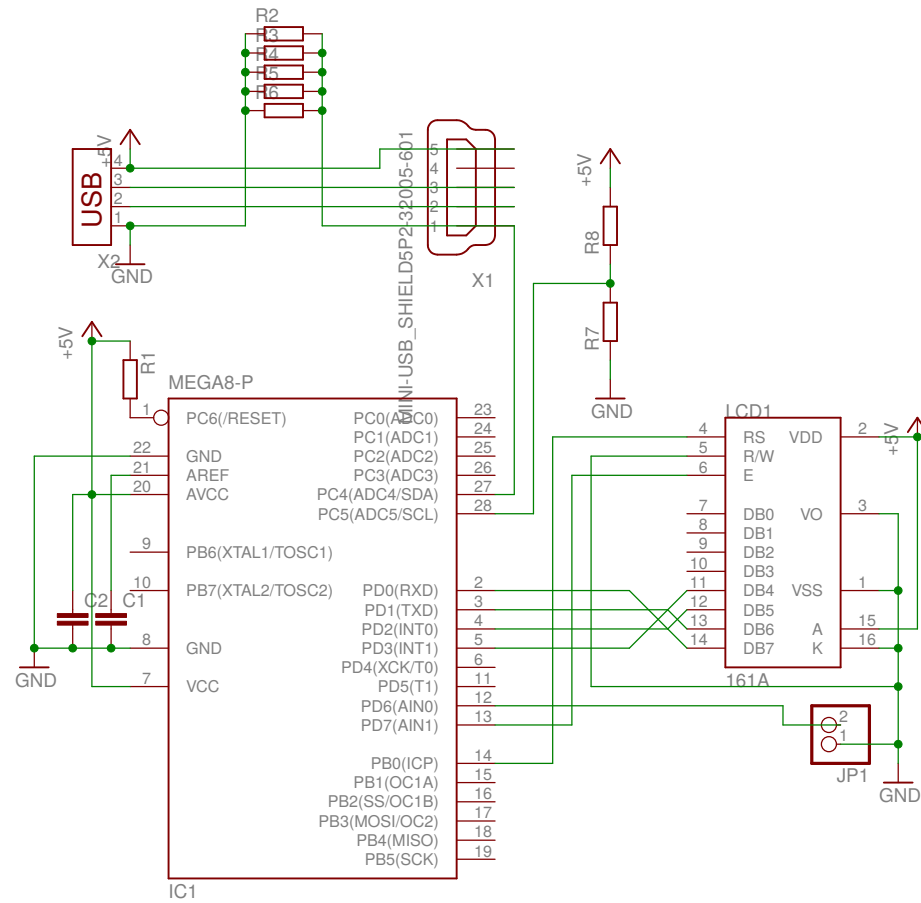 R2
R3
R4
R5
R6
+5V
USB
4
3
2
1
X2
GND
MINI-USB_SHIELD5P2-32005-601
5
4
3
2
1
X1
+5V
R8
R7
GND
+5V
R1
MEGA8-P
1 PC6(/RESET)
22 GND
21 AREF
20 AVCC
9 PB6(XTAL1/TOSC1)
10 PB7(XTAL2/TOSC2)
8 GND
7 VCC
C2 C1
GND
PC0(ADC0) 23
PC1(ADC1) 24
PC2(ADC2) 25
PC3(ADC3) 26
PC4(ADC4/SDA) 27
PC5(ADC5/SCL) 28
PD0(RXD) 2
PD1(TXD) 3
PD2(INT0) 4
PD3(INT1) 5
PD4(XCK/T0) 6
PD5(T1) 11
PD6(AIN0) 12
PD7(AIN1) 13
PB0(ICP) 14
PB1(OC1A) 15
PB2(SS/OC1B) 16
PB3(MOSI/OC2) 17
PB4(MISO) 18
PB5(SCK) 19
IC1
LCD1
4 RS VDD 2
5 R/W
6 E
7 DB0 VO 3
8 DB1
9 DB2
10 DB3
11 DB4 VSS 1
12 DB5
13 DB6 A 15
14 DB7 K 16
161A
+5V
2
1
JP1
GND